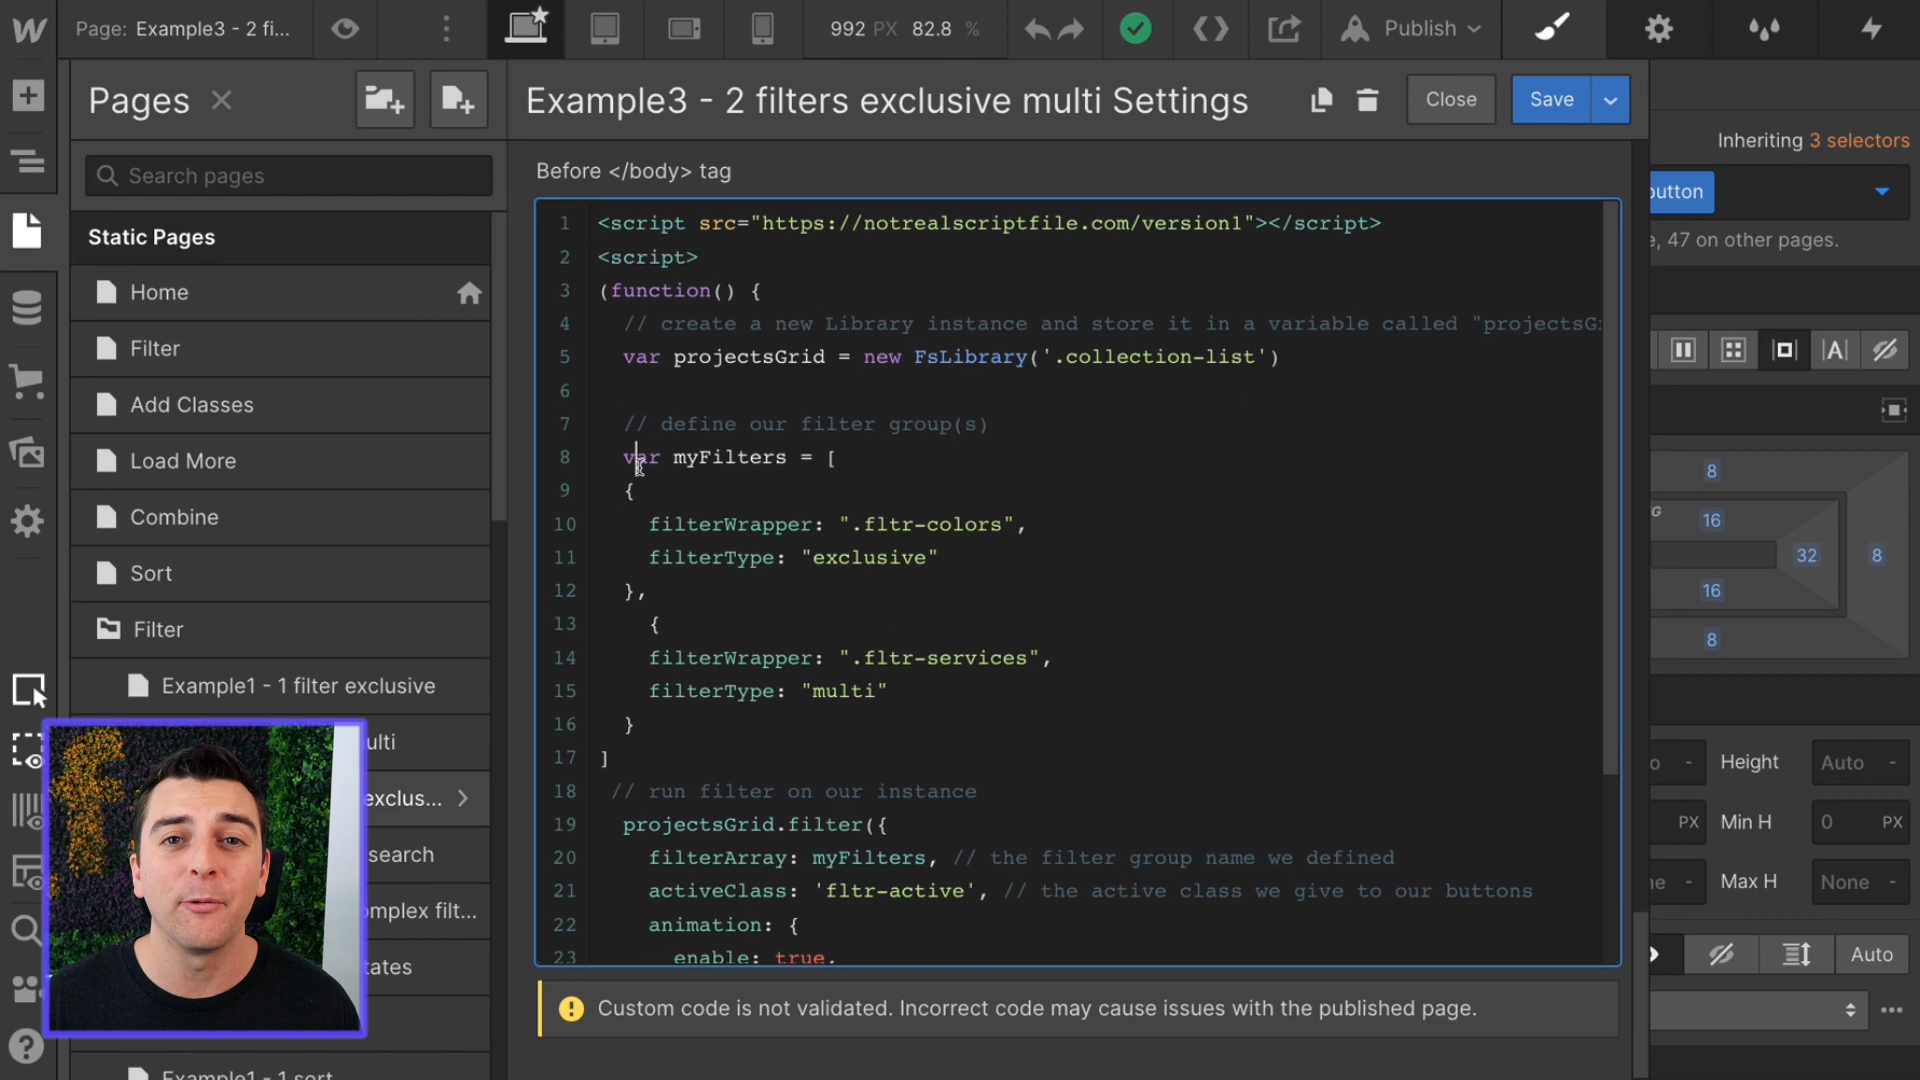 Page: Example3 - 2 fi...
992 PX 82.8 %
Publish
Pages
Example3 - 2 filters exclusive multi Settings
Close
Save
Inheriting 3 selectors
Search pages
Before </body> tag
button
Static Pages
, 47 on other pages.
Home
Filter
Add Classes
Load More
Combine
Sort
Filter
Example1 - 1 filter exclusive
ulti
exclus...
search
omplex filt...
tates
Example1 - 1 sort
1 <script src="https://notrealscriptfile.com/version1"></script>
2 <script>
3 (function() {
4 // create a new Library instance and store it in a variable called "projectsG
5 var projectsGrid = new FsLibrary('.collection-list')
6
7 // define our filter group(s)
8 var myFilters = [
9 {
10 filterWrapper: ".fltr-colors",
11 filterType: "exclusive"
12 },
13 {
14 filterWrapper: ".fltr-services",
15 filterType: "multi"
16 }
17 ]
18 // run filter on our instance
19 projectsGrid.filter({
20 filterArray: myFilters, // the filter group name we defined
21 activeClass: 'fltr-active', // the active class we give to our buttons
22 animation: {
23 enable: true,
Custom code is not validated. Incorrect code may cause issues with the published page.
8
16
32
8
16
8
Height Auto -
PX Min H 0 PX
Max H None -
Auto